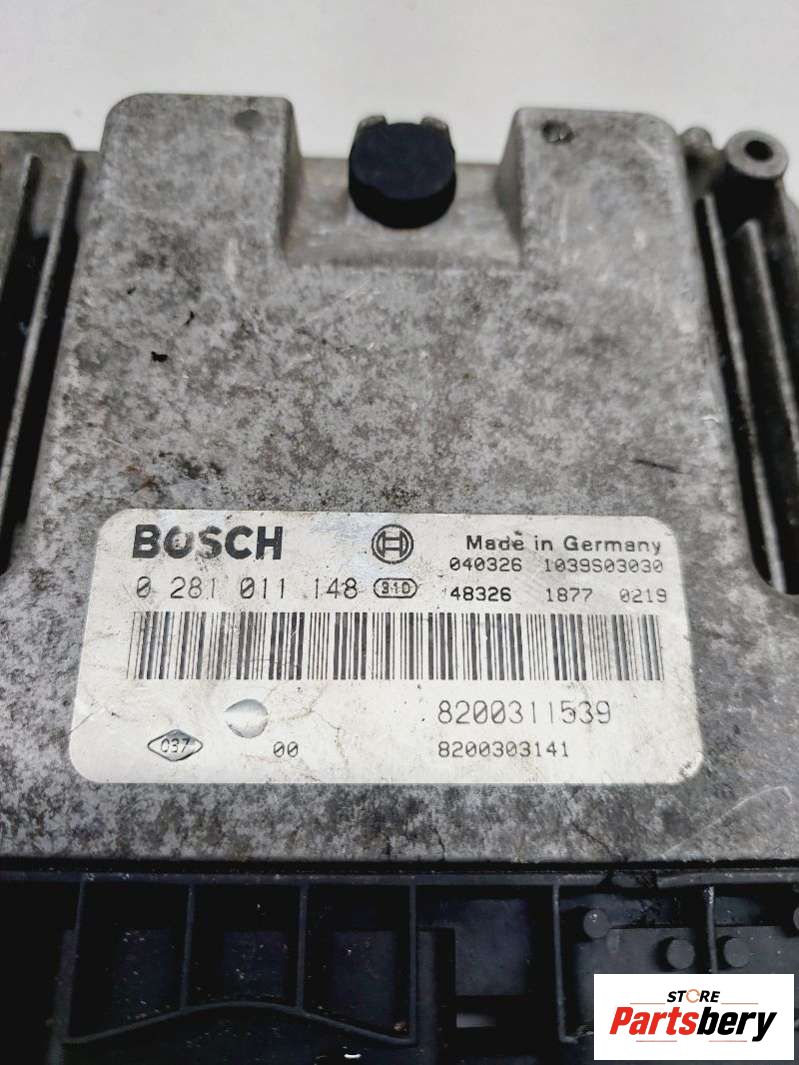 BOSCH
Made in Germany
040326 1039S03030
0 281 011 148 310
48326 1877 0219
8200311539
037 00 8200303141
STORE
Partsbery